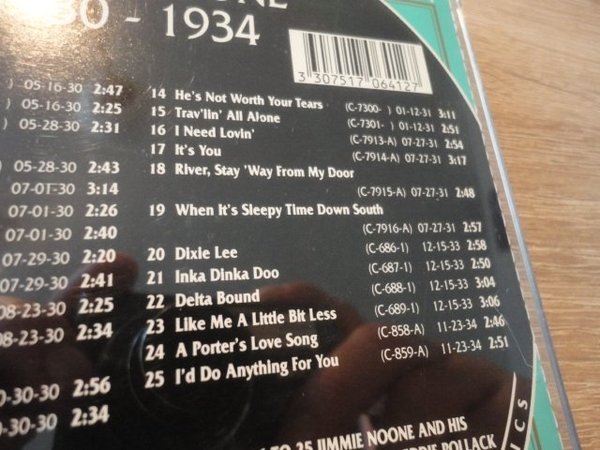 30 - 1934
3 307517 064127
) 05-16-30 2:47
) 05-16-30 2:25
) 05-28-30 2:31
) 05-28-30 2:43
07-01-30 3:14
07-01-30 2:26
07-01-30 2:40
07-29-30 2:20
07-29-30 2:41
08-23-30 2:25
08-23-30 2:34
0-30-30 2:56
0-30-30 2:34
14 He's Not Worth Your Tears (C-7300- ) 01-12-31 3:11
15 Trav'lin' All Alone (C-7301- ) 01-12-31 2:51
16 I Need Lovin' (C-7913-A) 07-27-31 2:54
17 It's You (C-7914-A) 07-27-31 3:17
18 River, Stay 'Way From My Door
(C-7915-A) 07-27-31 2:48
19 When It's Sleepy Time Down South
(C-7916-A) 07-27-31 2:57
20 Dixie Lee (C-686-1) 12-15-33 2:58
21 Inka Dinka Doo (C-687-1) 12-15-33 2:50
22 Delta Bound (C-688-1) 12-15-33 3:04
23 Like Me A Little Bit Less (C-689-1) 12-15-33 3:06
24 A Porter's Love Song (C-858-A) 11-23-34 2:46
25 I'd Do Anything For You (C-859-A) 11-23-34 2:51
TO 25 JIMMIE NOONE AND HIS
POLLACK
ICS